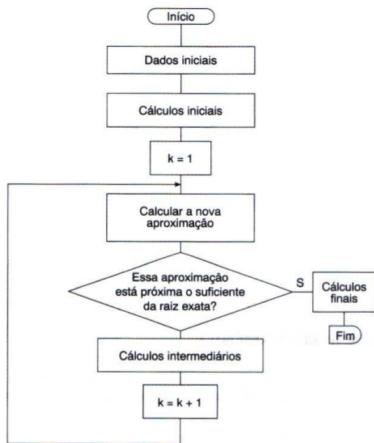 Início
Dados iniciais
Cálculos iniciais
k = 1
Calcular a nova
aproximação
Essa aproximação
está próxima o suficiente
da raiz exata?
S
Cálculos
finais
Fim
Cálculos intermediários
k = k + 1